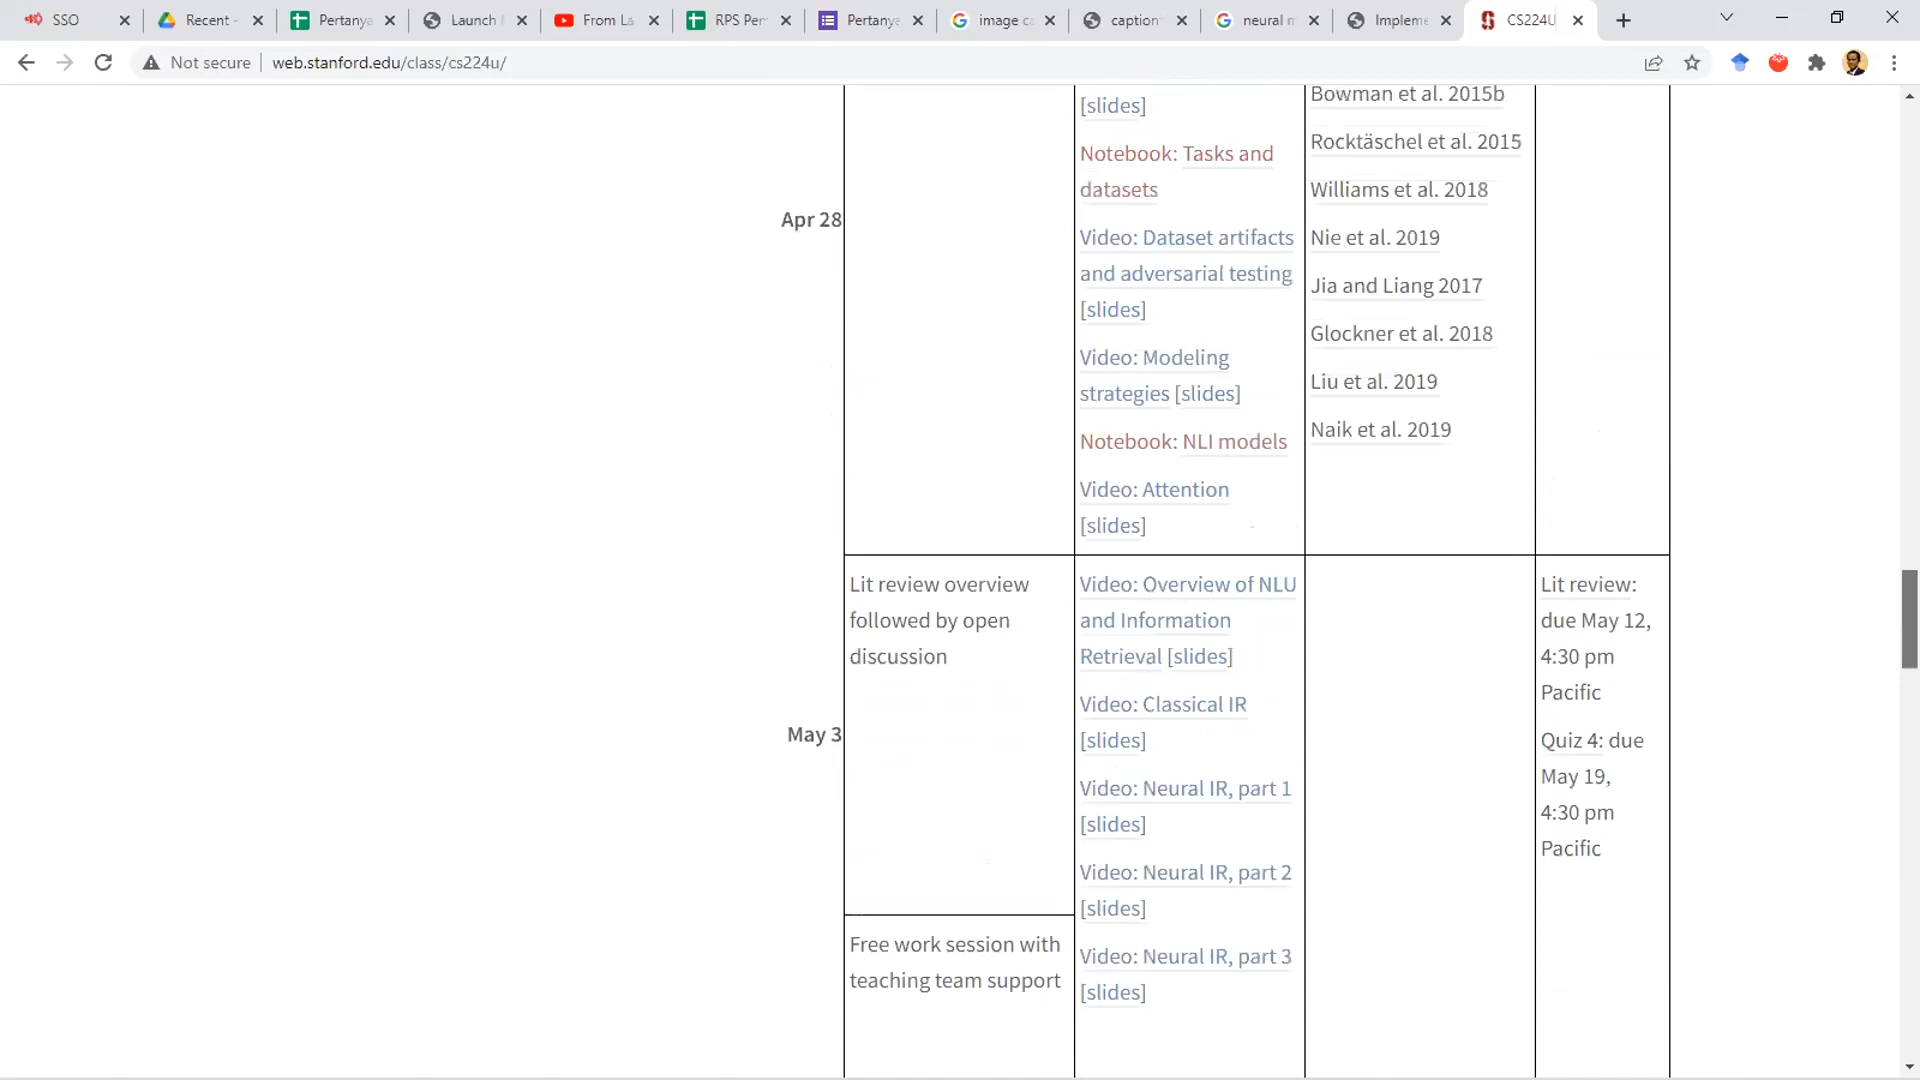 SSO
Recent -
Pertanya
Launch
From La
RPS Per
Pertanya
image ca
caption
neural m
Impleme
CS224U
Not secure
web.stanford.edu/class/cs224u/
[slides]
Notebook: Tasks and
datasets
Video: Dataset artifacts
and adversarial testing
[slides]
Video: Modeling
strategies [slides]
Notebook: NLI models
Video: Attention
[slides]
Bowman et al. 2015b
Rocktäschel et al. 2015
Williams et al. 2018
Nie et al. 2019
Jia and Liang 2017
Glockner et al. 2018
Liu et al. 2019
Naik et al. 2019
Apr 28
May 3
Lit review overview
followed by open
discussion
Free work session with
teaching team support
Video: Overview of NLU
and Information
Retrieval [slides]
Video: Classical IR
[slides]
Video: Neural IR, part 1
[slides]
Video: Neural IR, part 2
[slides]
Video: Neural IR, part 3
[slides]
Lit review:
due May 12,
4:30 pm
Pacific
Quiz 4: due
May 19,
4:30 pm
Pacific